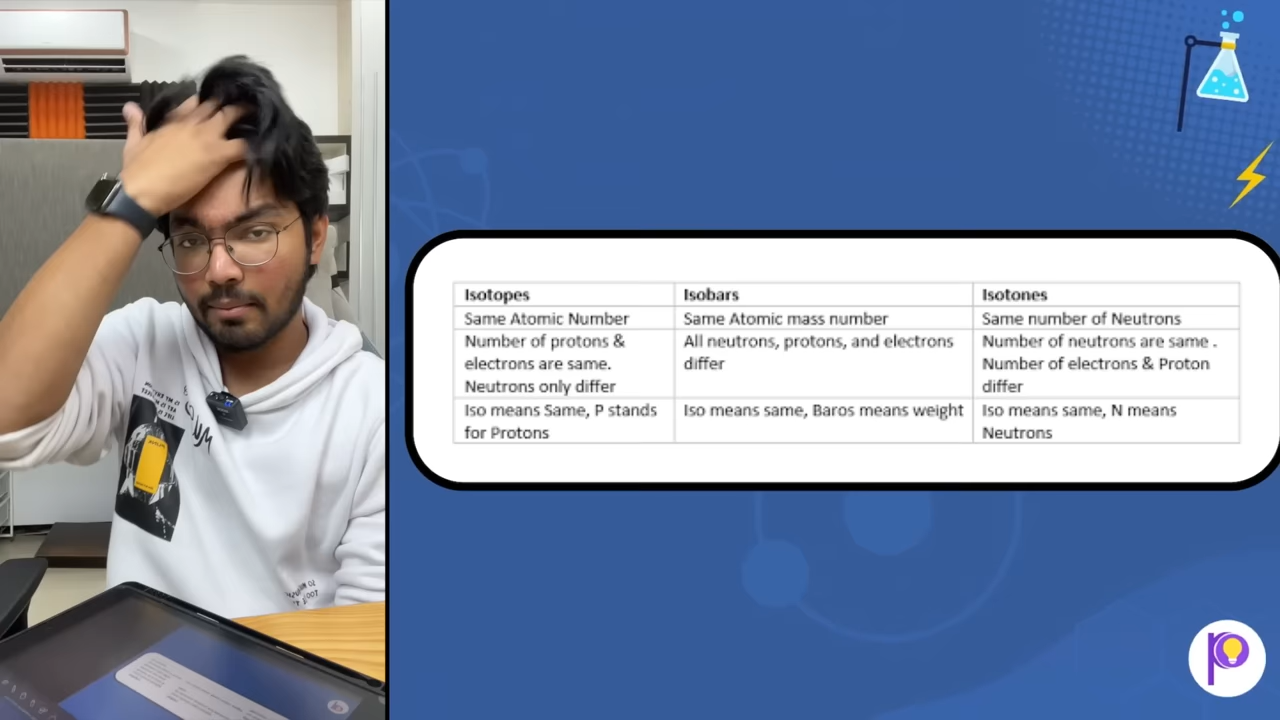 Isotopes Isobars Isotones
Same Atomic Number Same Atomic mass number Same number of Neutrons
Number of protons &
electrons are same.
Neutrons only differ
All neutrons, protons, and electrons
differ
Number of neutrons are same .
Number of electrons & Proton
differ
Iso means Same, P stands
for Protons
Iso means same, Baros means weight
Iso means same, N means
Neutrons